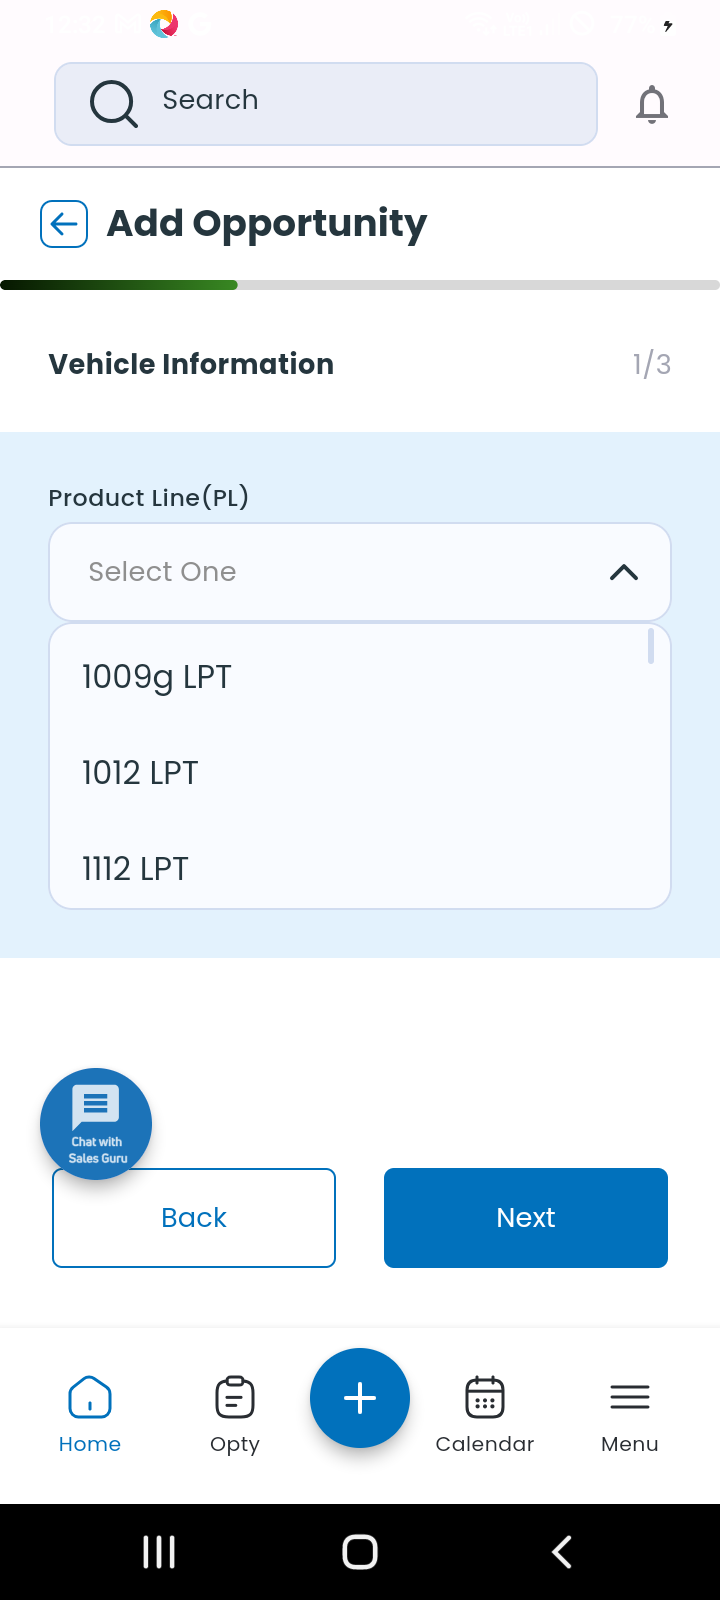 Search
Add Opportunity
Vehicle Information
1/3
Product Line(PL)
Select One
1009g LPT
1012 LPT
1112 LPT
Chat with
Sales Guru
Back
Next
Home
Opty
Calendar
Menu